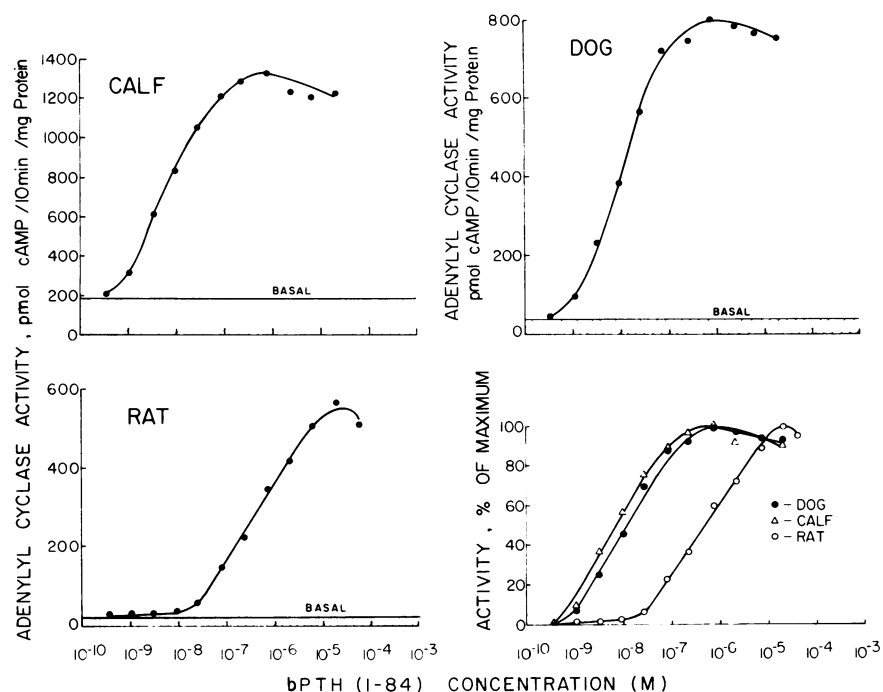 CALF
1400
1200
1000
800
600
400
200
0
BASAL
DOG
800
600
400
200
0
BASAL
ADENYLYL CYCLASE ACTIVITY
pmol cAMP/10min/mg Protein
RAT
600
400
200
0
BASAL
ADENYLYL CYCLASE ACTIVITY, pmol cAMP/10min/mg Protein
10-10 10-9 10-8 10-7 10-6 10-5 10-4 10-3
ACTIVITY, % OF MAXIMUM
100
80
60
40
20
0
● - DOG
△ - CALF
○ - RAT
10-10 10-9 10-8 10-7 10-6 10-5 10-4 10-3
bPTH (1-84) CONCENTRATION (M)